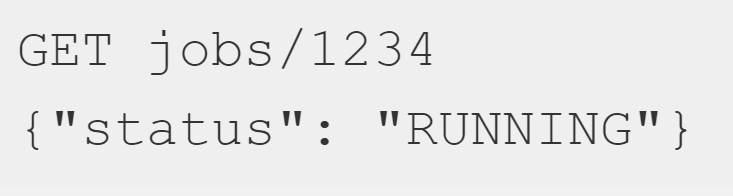 GET jobs/1234
{"status": "RUNNING"}